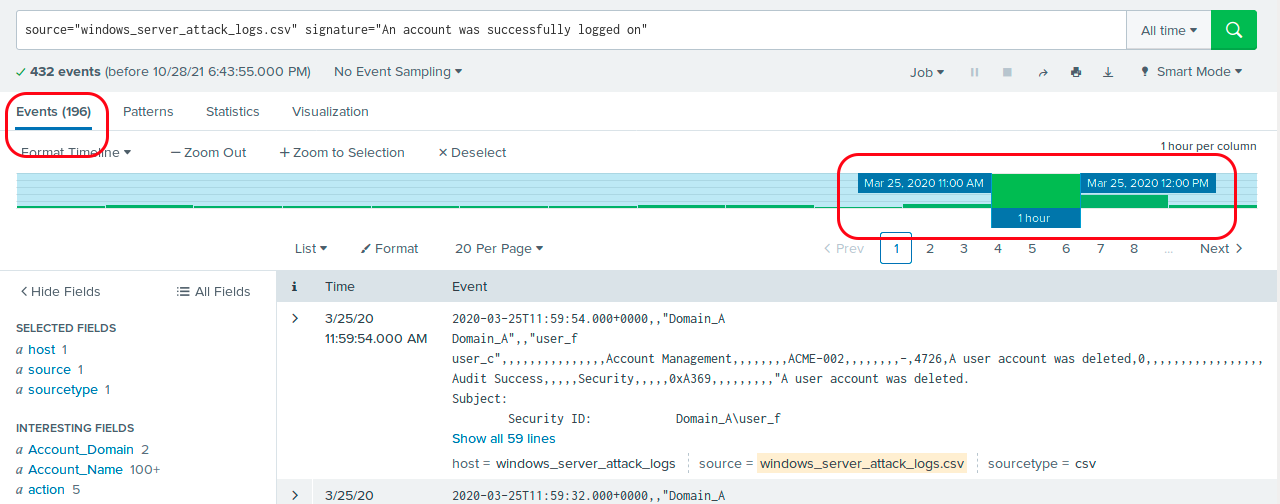 source="windows_server_attack_logs.csv" signature="An account was successfully logged on"
All time
432 events (before 10/28/21 6:43:55.000 PM)
No Event Sampling
Job
Smart Mode
Events (196)
Patterns
Statistics
Visualization
Format Timeline
— Zoom Out
+ Zoom to Selection
× Deselect
1 hour per column
Mar 25, 2020 11:00 AM
Mar 25, 2020 12:00 PM
1 hour
List
Format
20 Per Page
< Prev
1
2
3
4
5
6
7
8
...
Next >
< Hide Fields
All Fields
SELECTED FIELDS
a host 1
a source 1
a sourcetype 1
INTERESTING FIELDS
a Account_Domain 2
a Account_Name 100+
a action 5
i
Time
Event
>
3/25/20
11:59:54.000 AM
2020-03-25T11:59:54.000+0000,,"Domain_A
Domain_A",,"user_f
user_c",,,,,,,,,,,,,,,Account Management,,,,,,,,ACME-002,,,,,,,,-,4726,A user account was deleted,0,,,,,,,,,,,,,,,,,
Audit Success,,,,,Security,,,,,0xA369,,,,,,,,,"A user account was deleted.
Subject:
Security ID: Domain_A\user_f
Show all 59 lines
host = windows_server_attack_logs
source = windows_server_attack_logs.csv
sourcetype = csv
>
3/25/20
2020-03-25T11:59:32.000+0000,,"Domain_A